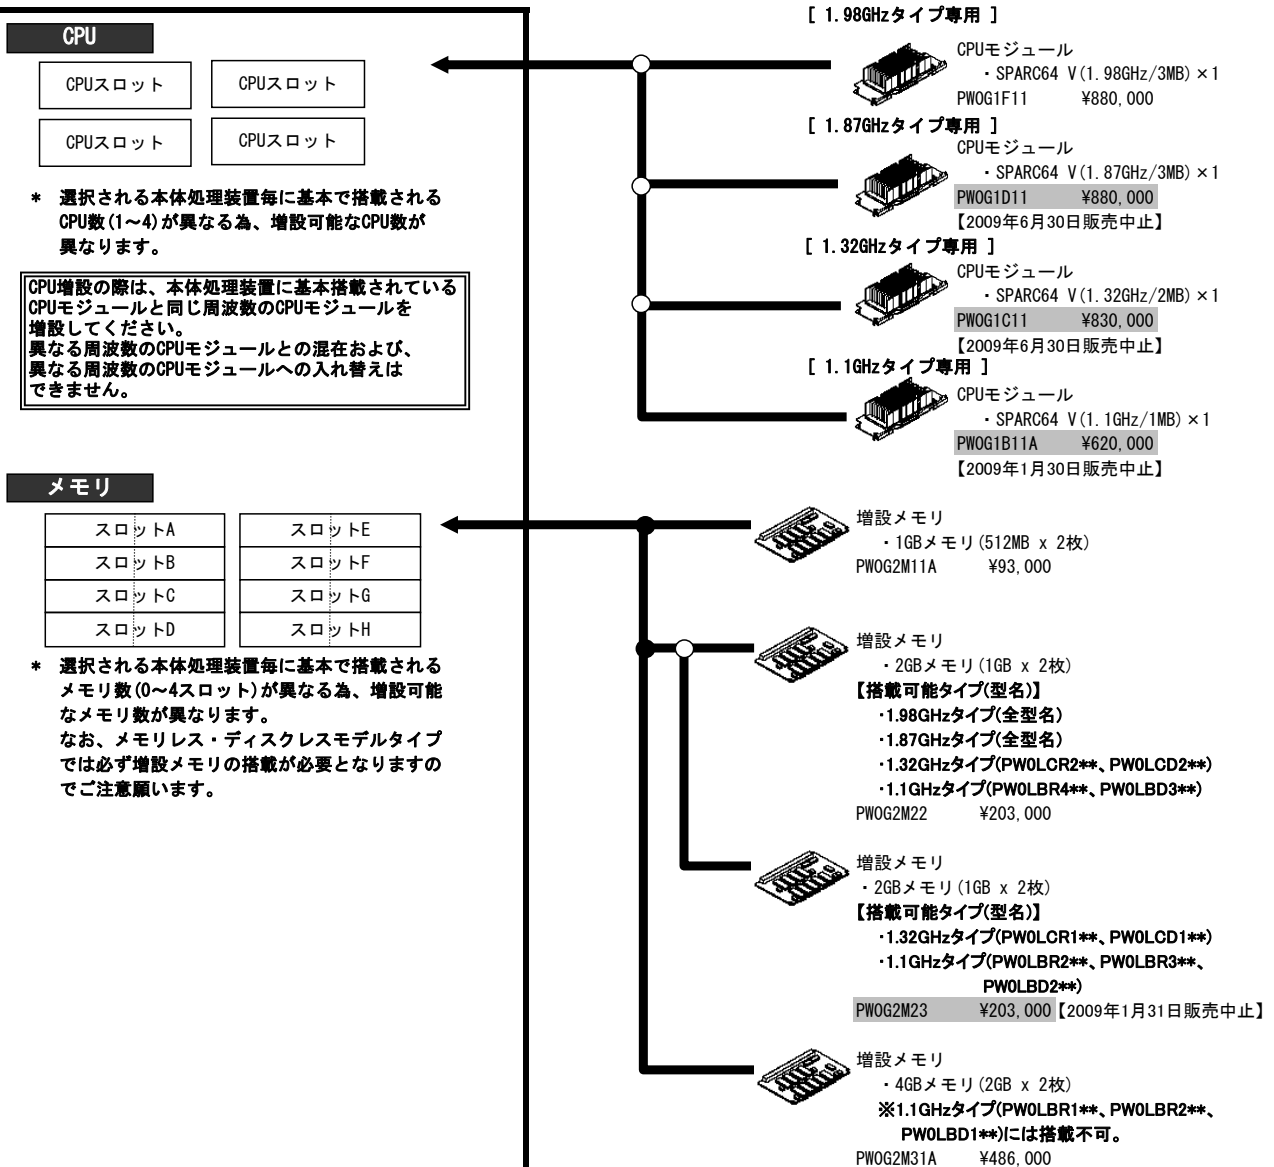 CPU
CPUスロット
CPUスロット
CPUスロット
CPUスロット
* 選択される本体処理装置毎に基本で搭載される
CPU数(1～4)が異なる為、増設可能なCPU数が
異なります。
CPU増設の際は、本体処理装置に基本搭載されている
CPUモジュールと同じ周波数のCPUモジュールを
増設してください。
異なる周波数のCPUモジュールとの混在および、
異なる周波数のCPUモジュールへの入れ替えは
できません。
[ 1.98GHzタイプ専用 ]
CPUモジュール
・SPARC64 V(1.98GHz/3MB)×1
PW0G1F11 ¥880,000
[ 1.87GHzタイプ専用 ]
CPUモジュール
・SPARC64 V(1.87GHz/3MB)×1
PW0G1D11 ¥880,000
【2009年6月30日販売中止】
[ 1.32GHzタイプ専用 ]
CPUモジュール
・SPARC64 V(1.32GHz/2MB)×1
PW0G1C11 ¥830,000
【2009年6月30日販売中止】
[ 1.1GHzタイプ専用 ]
CPUモジュール
・SPARC64 V(1.1GHz/1MB)×1
PW0G1B11A ¥620,000
【2009年1月30日販売中止】
メモリ
スロットA
スロットE
スロットB
スロットF
スロットC
スロットG
スロットD
スロットH
* 選択される本体処理装置毎に基本で搭載される
メモリ数(0～4スロット)が異なる為、増設可能
なメモリ数が異なります。
なお、メモリレス・ディスクレスモデルタイプ
では必ず増設メモリの搭載が必要となりますの
でご注意願います。
増設メモリ
・1GBメモリ(512MB x 2枚)
PW0G2M11A ¥93,000
増設メモリ
・2GBメモリ(1GB x 2枚)
【搭載可能タイプ(型名)】
・1.98GHzタイプ(全型名)
・1.87GHzタイプ(全型名)
・1.32GHzタイプ(PW0LCR2**、PW0LCD2**)
・1.1GHzタイプ(PW0LBR4**、PW0LBD3**)
PW0G2M22 ¥203,000
増設メモリ
・2GBメモリ(1GB x 2枚)
【搭載可能タイプ(型名)】
・1.32GHzタイプ(PW0LCR1**、PW0LCD1**)
・1.1GHzタイプ(PW0LBR2**、PW0LBR3**、
PW0LBD2**)
PW0G2M23 ¥203,000【2009年1月31日販売中止】
増設メモリ
・4GBメモリ(2GB x 2枚)
※1.1GHzタイプ(PW0LBR1**、PW0LBR2**、
PW0LBD1**)には搭載不可。
PW0G2M31A ¥486,000